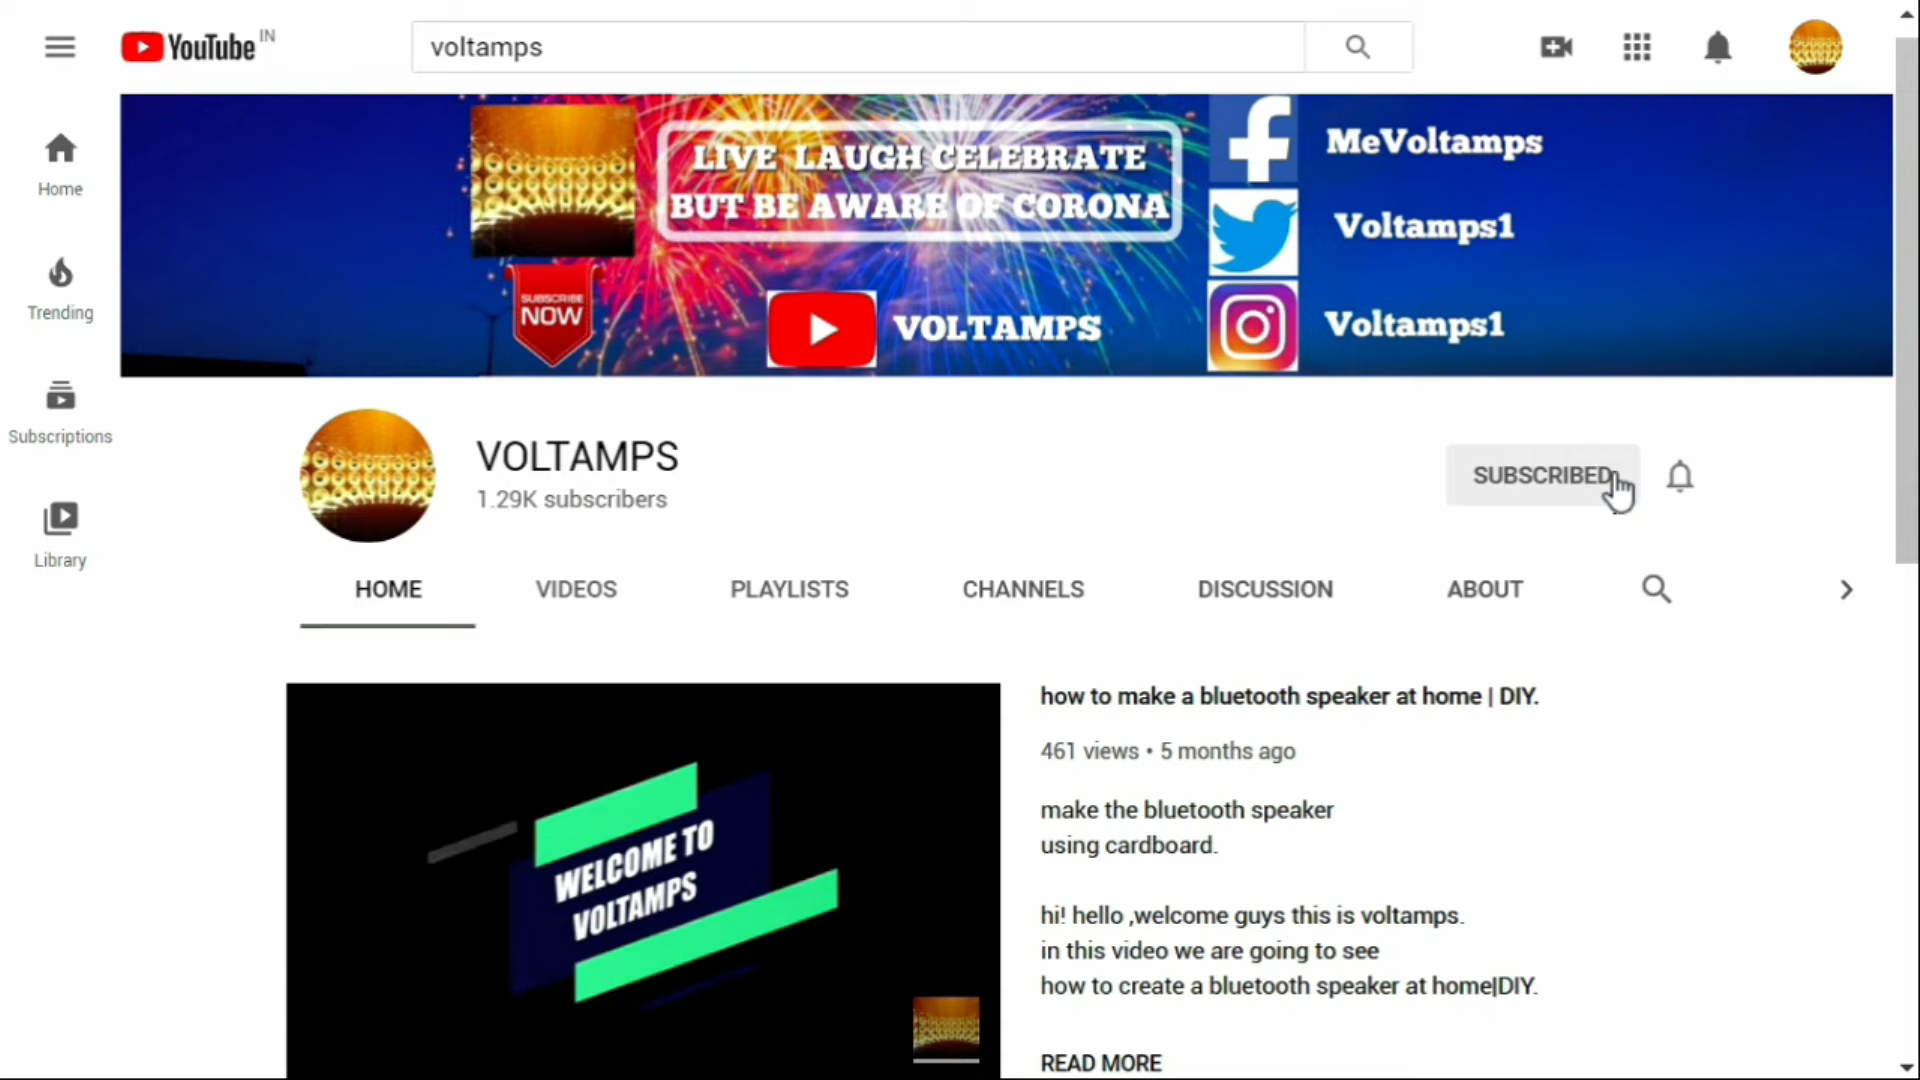 YouTube IN
voltamps
Home
Trending
Subscriptions
Library
LIVE LAUGH CELEBRATE
BUT BE AWARE OF CORONA
SUBSCRIBE
NOW
VOLTAMPS
MeVoltamps
Voltamps1
Voltamps1
VOLTAMPS
1.29K subscribers
SUBSCRIBED
HOME VIDEOS PLAYLISTS CHANNELS DISCUSSION ABOUT
WELCOME TO
VOLTAMPS
how to make a bluetooth speaker at home | DIY.
461 views • 5 months ago
make the bluetooth speaker
using cardboard.
hi! hello ,welcome guys this is voltamps.
in this video we are going to see
how to create a bluetooth speaker at home|DIY.
READ MORE